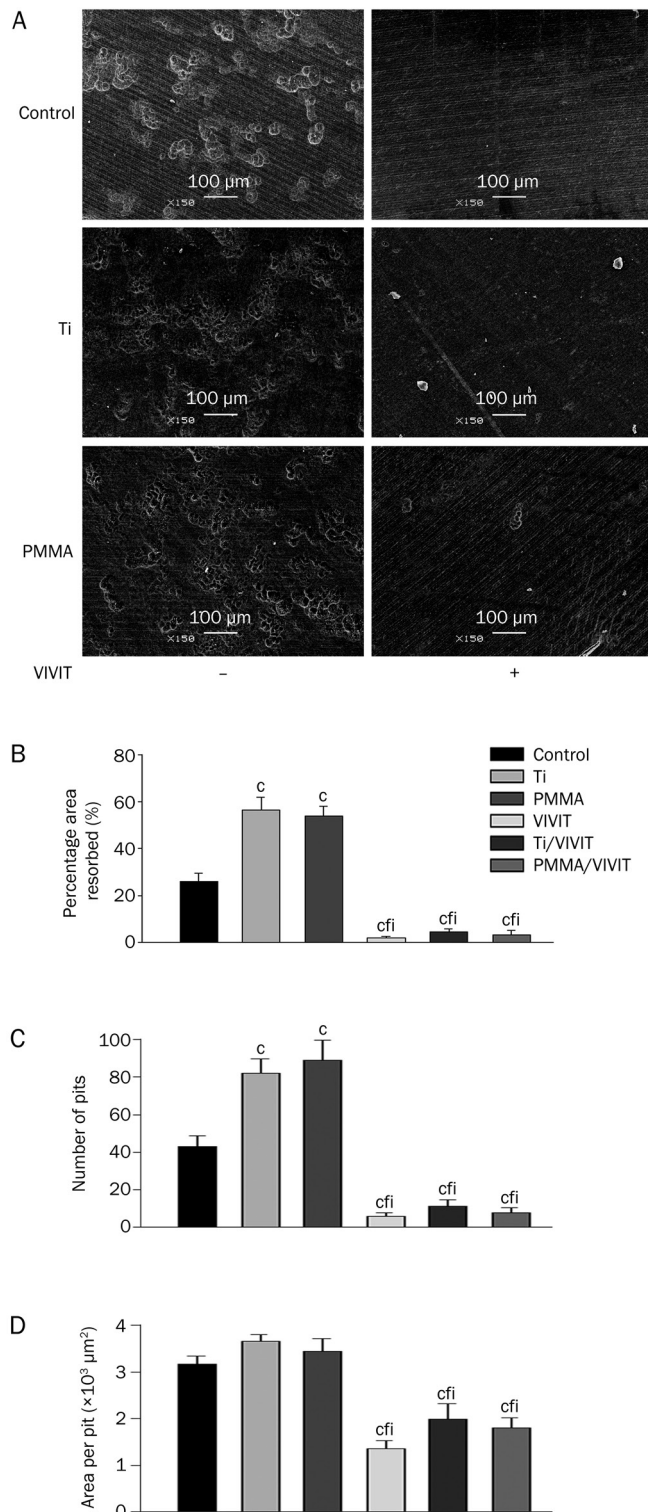 A
Control
100 µm
×150
100 µm
×150
Ti
100 µm
×150
100 µm
×150
PMMA
100 µm
×150
100 µm
×150
VIVIT
–
+
B
Percentage area
resorbed (%)
80
60
40
20
0
c
c
cfi
cfi
cfi
Control
Ti
PMMA
VIVIT
Ti/VIVIT
PMMA/VIVIT
C
Number of pits
100
80
60
40
20
0
c
c
cfi
cfi
cfi
D
Area per pit (×10³ µm²)
4
3
2
1
0
cfi
cfi
cfi